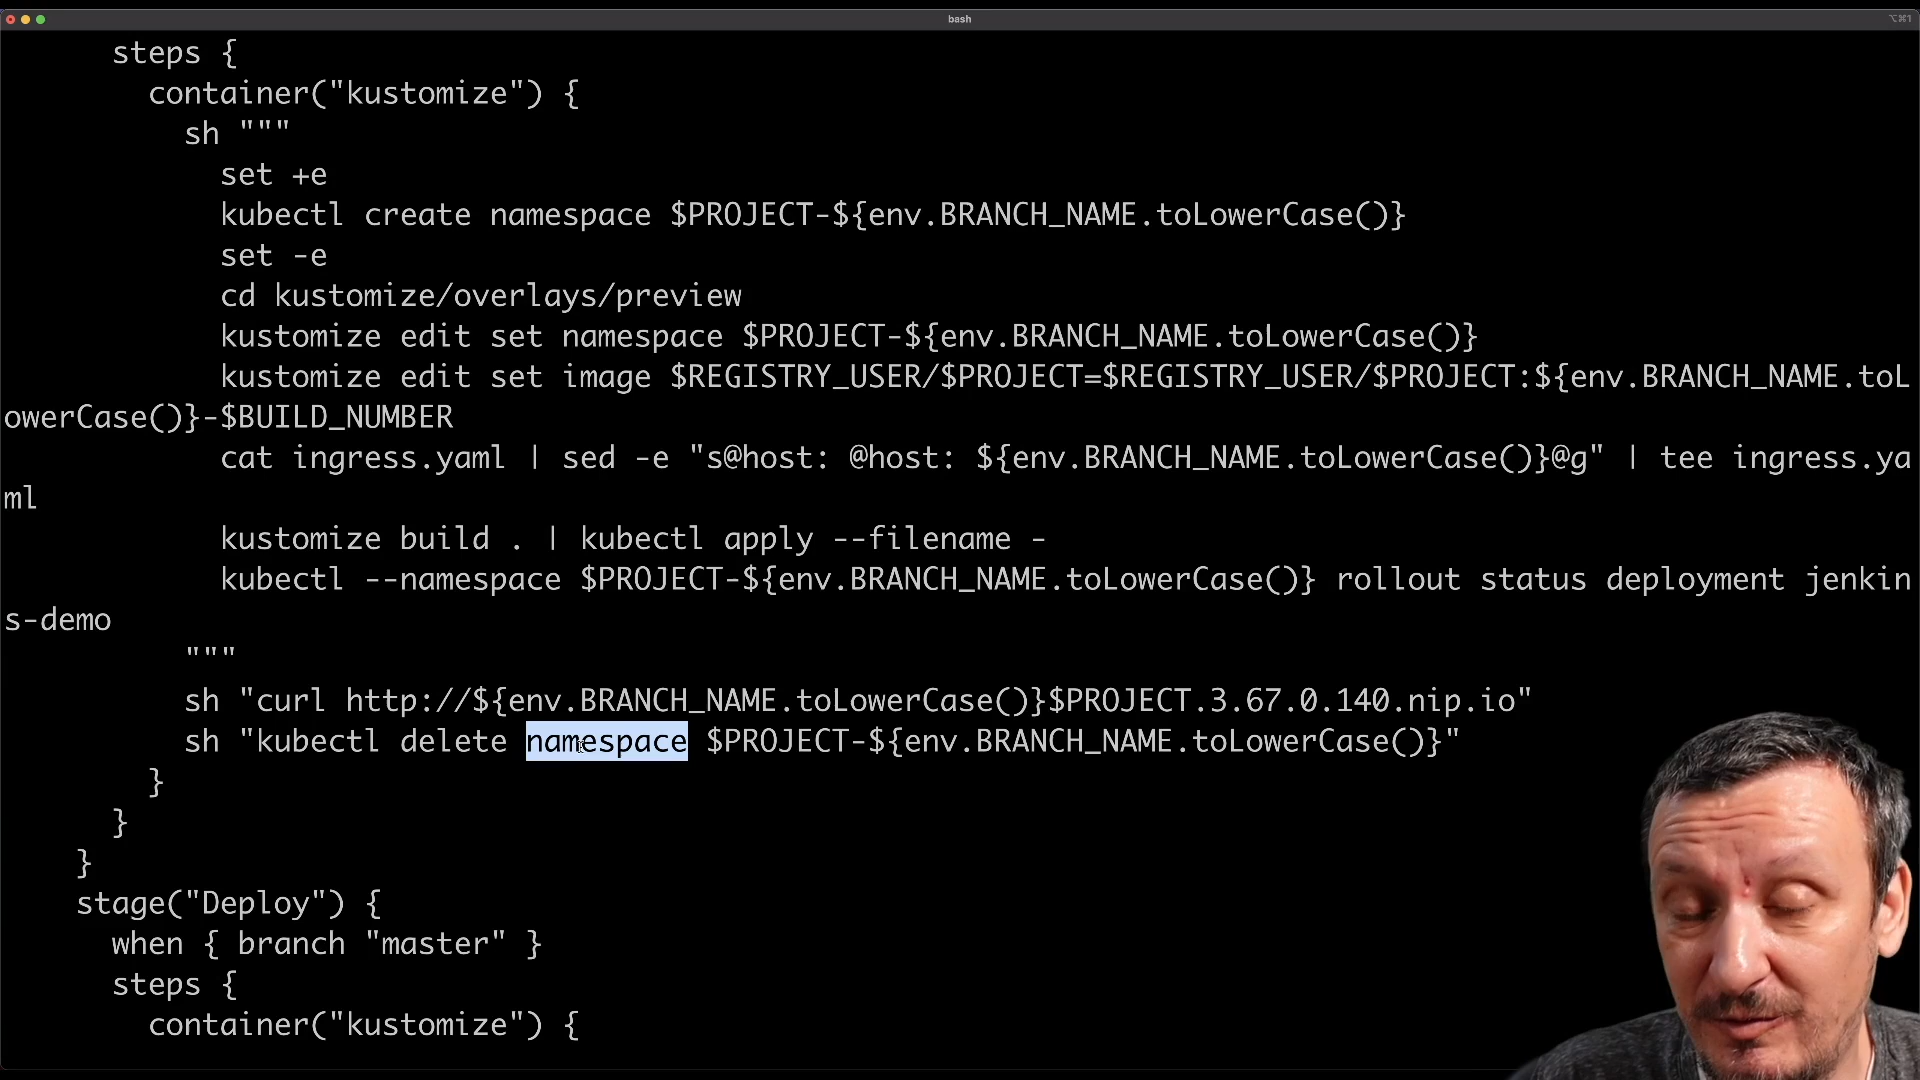 bash
⌥⌘1
steps {
container("kustomize") {
sh """
set +e
kubectl create namespace $PROJECT-${env.BRANCH_NAME.toLowerCase()}
set -e
cd kustomize/overlays/preview
kustomize edit set namespace $PROJECT-${env.BRANCH_NAME.toLowerCase()}
kustomize edit set image $REGISTRY_USER/$PROJECT=$REGISTRY_USER/$PROJECT:${env.BRANCH_NAME.toL
owerCase()}-$BUILD_NUMBER
cat ingress.yaml | sed -e "s@host: @host: ${env.BRANCH_NAME.toLowerCase()}@g" | tee ingress.ya
ml
kustomize build . | kubectl apply --filename -
kubectl --namespace $PROJECT-${env.BRANCH_NAME.toLowerCase()} rollout status deployment jenkin
s-demo
"""
sh "curl http://${env.BRANCH_NAME.toLowerCase()}$PROJECT.3.67.0.140.nip.io"
sh "kubectl delete namespace $PROJECT-${env.BRANCH_NAME.toLowerCase()}"
}
}
}
stage("Deploy") {
when { branch "master" }
steps {
container("kustomize") {